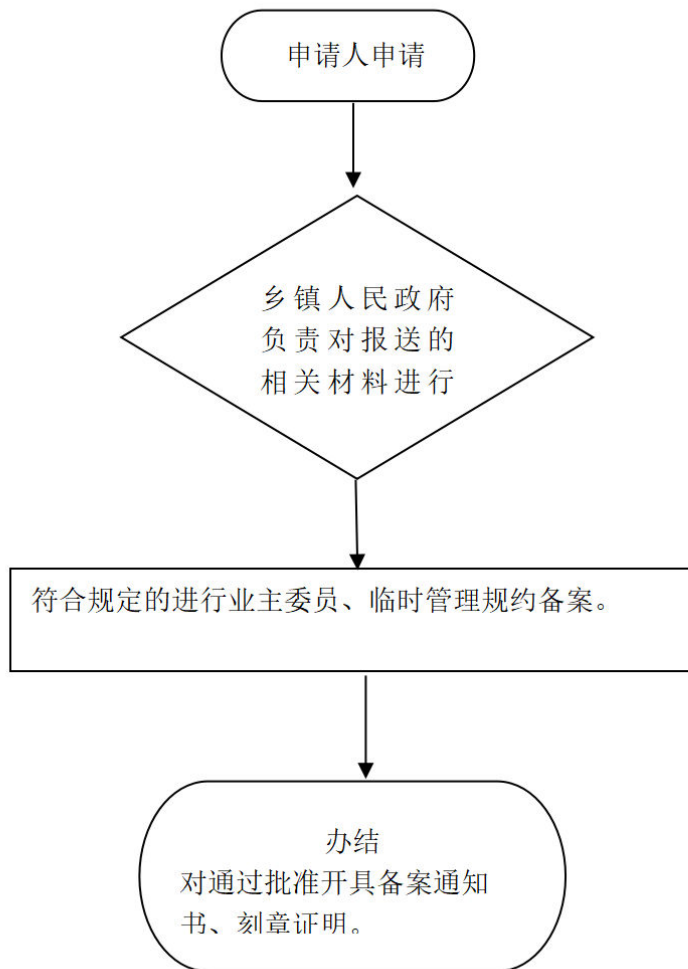 申请人申请
乡镇人民政府
负责对报送的
相关材料进行
符合规定的进行业主委员、临时管理规约备案。
办结
对通过批准开具备案通知
书、刻章证明。